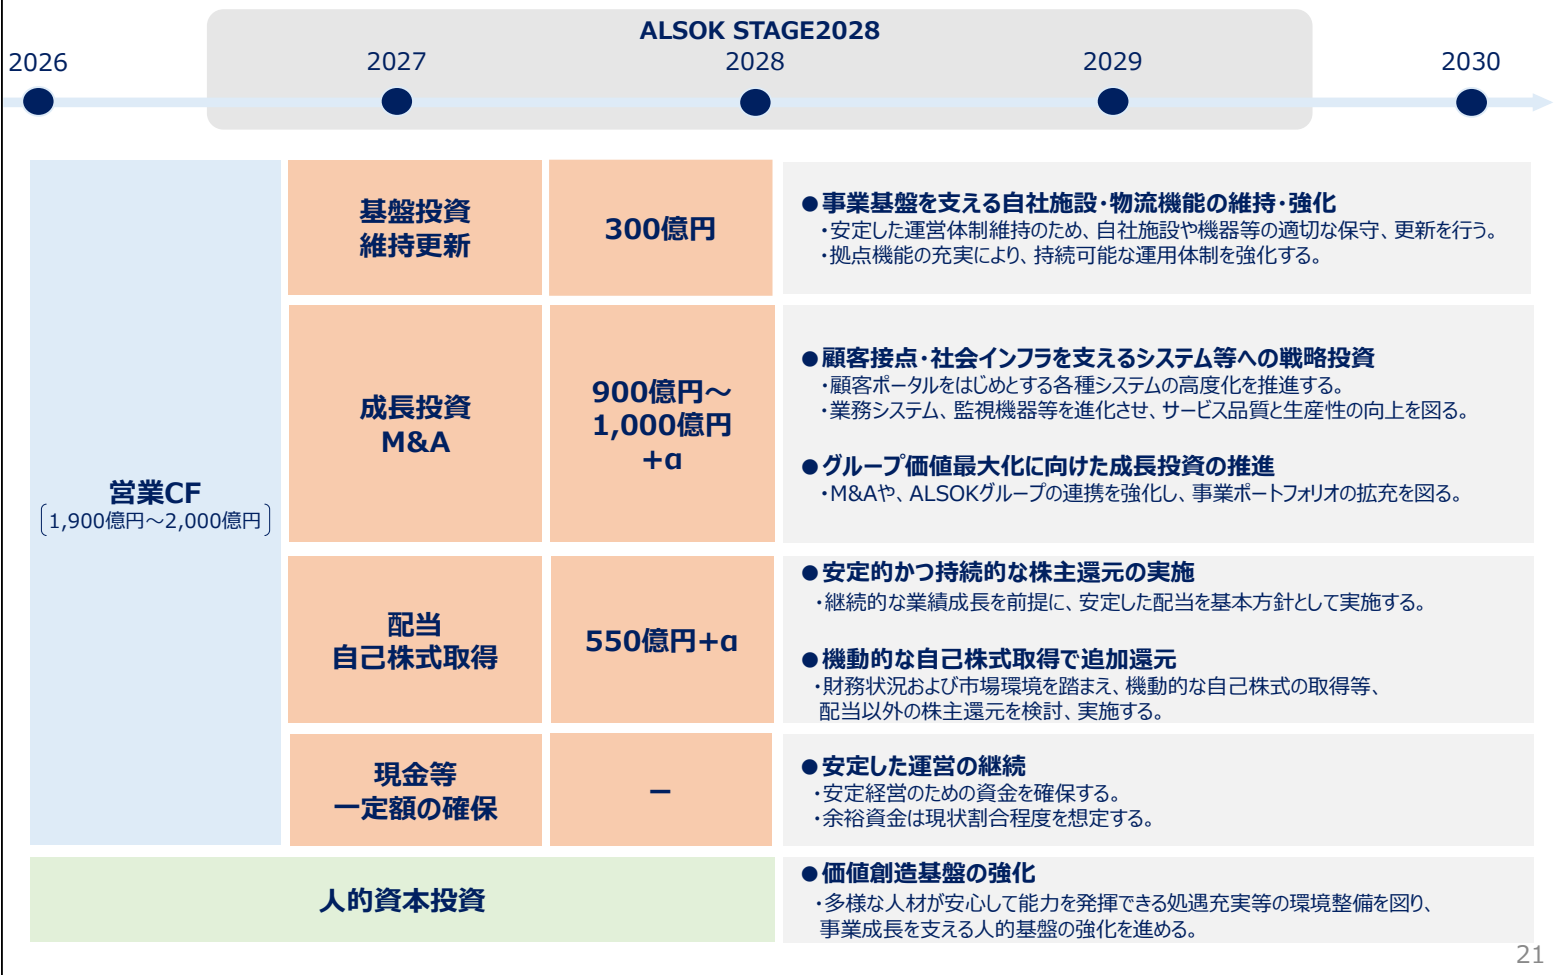 ALSOK STAGE2028
2026
2027
2028
2029
2030
営業CF
1,900億円～2,000億円
基盤投資
維持更新
300億円
●事業基盤を支える自社施設・物流機能の維持・強化
・安定した運営体制維持のため、自社施設や機器等の適切な保守、更新を行う。
・拠点機能の充実により、持続可能な運用体制を強化する。
成長投資
M&A
900億円～
1,000億円
+α
●顧客接点・社会インフラを支えるシステム等への戦略投資
・顧客ポータルをはじめとする各種システムの高度化を推進する。
・業務システム、監視機器等を進化させ、サービス品質と生産性の向上を図る。
●グループ価値最大化に向けた成長投資の推進
・M&Aや、ALSOKグループの連携を強化し、事業ポートフォリオの拡充を図る。
配当
自己株式取得
550億円+α
●安定的かつ持続的な株主還元の実施
・継続的な業績成長を前提に、安定した配当を基本方針として実施する。
●機動的な自己株式取得で追加還元
・財務状況および市場環境を踏まえ、機動的な自己株式の取得等、
配当以外の株主還元を検討、実施する。
現金等
一定額の確保
－
●安定した運営の継続
・安定経営のための資金を確保する。
・余裕資金は現状割合程度を想定する。
人的資本投資
●価値創造基盤の強化
・多様な人材が安心して能力を発揮できる処遇充実等の環境整備を図り、
事業成長を支える人的基盤の強化を進める。
21